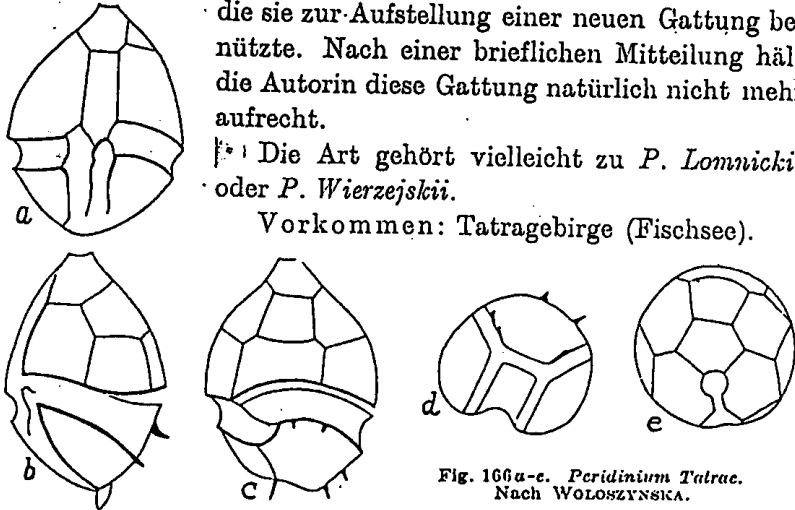 die sie zur Aufstellung einer neuen Gattung be
nützte. Nach einer brieflichen Mitteilung häl
die Autorin diese Gattung natürlich nicht meh
aufrecht.
Die Art gehört vielleicht zu P. Lomnicki
oder P. Wierzejskii.
Vorkommen: Tatragebirge (Fischsee).
a
b
c
d
e
Fig. 166a-e. Peridinium Tatrae.
Nach WOLOSZYNSKA.